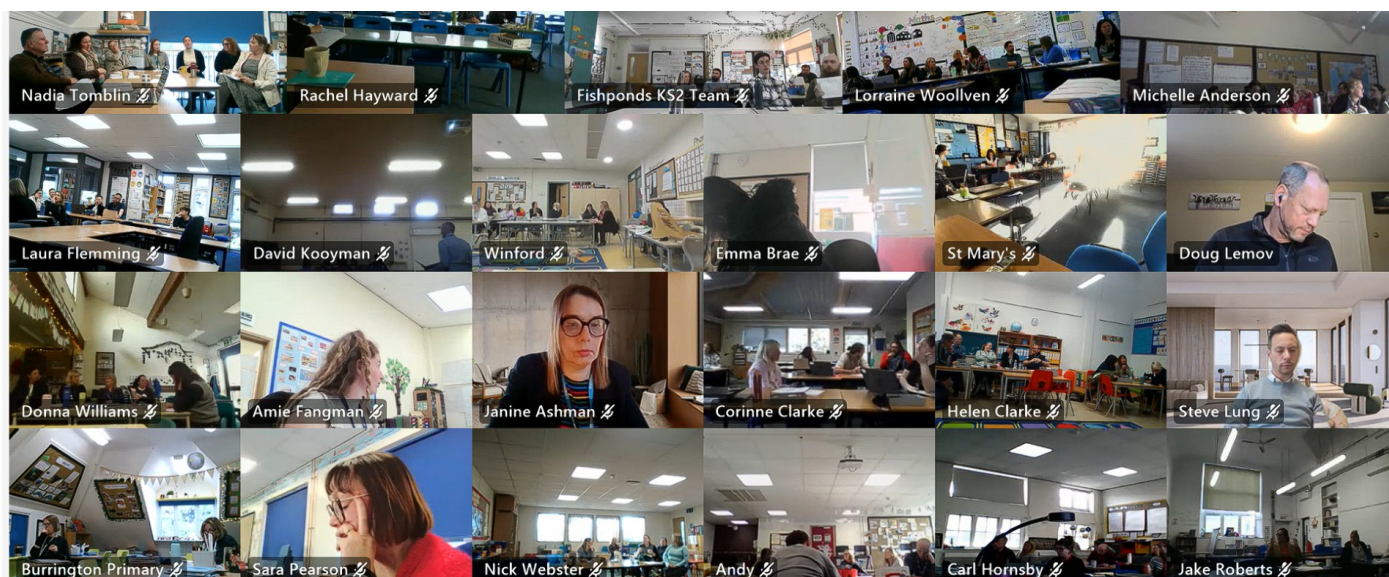 Nadia Tomblin
Rachel Hayward
Fishponds KS2 Team
Lorraine Woollven
Michelle Anderson
Laura Flemming
David Kooyman
Winford
Emma Brae
St Mary's
Doug Lemov
Donna Williams
Amie Fangman
Janine Ashman
Corinne Clarke
Helen Clarke
Steve Lung
Burrington Primary
Sara Pearson
Nick Webster
Andy
Carl Hornsby
Jake Roberts